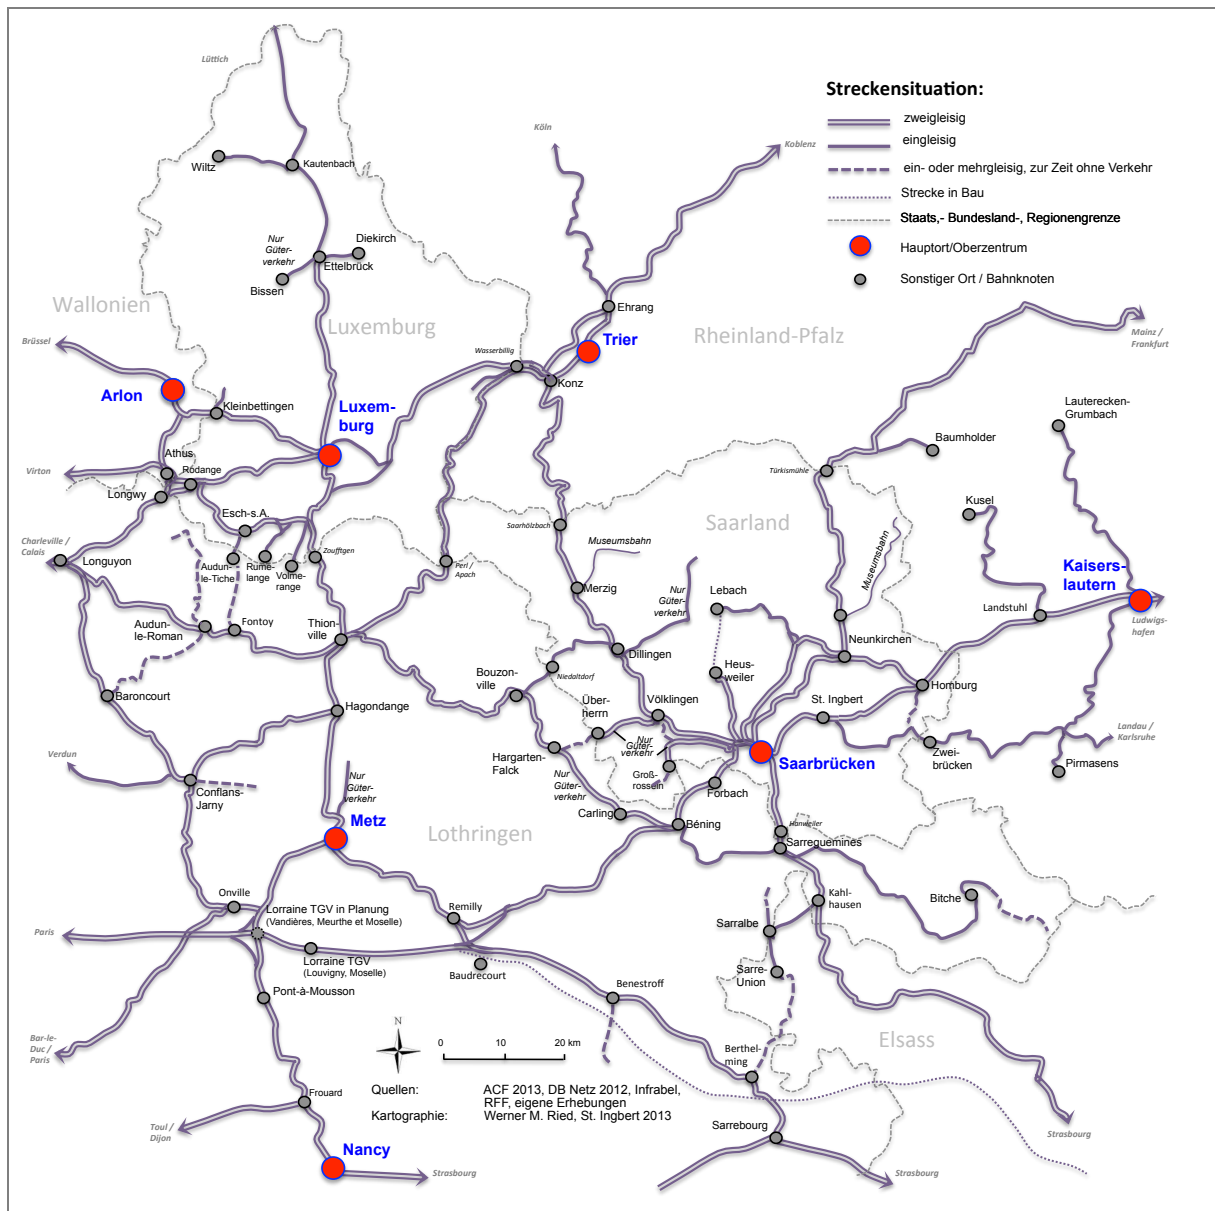 Lüttich
Streckensituation:
zweigleisig
eingleisig
ein- oder mehrgleisig, zur Zeit ohne Verkehr
Strecke in Bau
Staats,- Bundesland-, Regionengrenze
Hauptort/Oberzentrum
Sonstiger Ort / Bahnknoten
Köln
Koblenz
Wiltz
Kautenbach
Nur
Güter-
verkehr
Diekirch
Ettelbrück
Bissen
Wallonien
Luxemburg
Ehrang
Rheinland-Pfalz
Mainz /
Frankfurt
Brüssel
Trier
Wasserbillig
Konz
Arlon
Kleinbettingen
Luxem-
burg
Lauterecken-
Grumbach
Baumholder
Athus
Virton
Rodange
Longwy
Türkismühle
Kusel
Esch-s.A.
Saarland
Saarhölzbach
Museumsbahn
Museumsbahn
Charleville /
Calais
Longuyon
Audun-
le-Tiche
Rume-
lange
Volme-
range
Zoufftgen
Perl /
Apach
Merzig
Nur
Güter-
verkehr
Lebach
Kaisers-
lautern
Landstuhl
Ludwigs-
hafen
Audun-
le-Roman
Fontoy
Thion-
ville
Dillingen
Neunkirchen
Heus-
weiler
Bouzon-
ville
Niedaltdorf
Homburg
Baroncourt
Hagondange
Über-
herrn
Völklingen
St. Ingbert
Landau /
Karlsruhe
Verdun
Hargarten-
Falck
Nur
Güter-
verkehr
Groß-
rosseln
Saarbrücken
Zwei-
brücken
Pirmasens
Conflans-
Jarny
Nur
Güter-
verkehr
Nur
Güter-
verkehr
Forbach
Metz
Lothringen
Carling
Béning
Hanweiler
Sarreguemines
Onville
Lorraine TGV in Planung
(Vandières, Meurthe et Moselle)
Remilly
Kahl-
hausen
Bitche
Paris
Sarralbe
Lorraine TGV
(Louvigny, Moselle)
Baudrecourt
Sarre-
Union
Pont-à-Mousson
Benestroff
Bar-le-
Duc /
Paris
N
0 10 20 km
Elsass
Berthel-
ming
Quellen: ACF 2013, DB Netz 2012, Infrabel,
RFF, eigene Erhebungen
Kartographie: Werner M. Ried, St. Ingbert 2013
Frouard
Toul /
Dijon
Sarrebourg
Strasbourg
Nancy
Strasbourg
Strasbourg